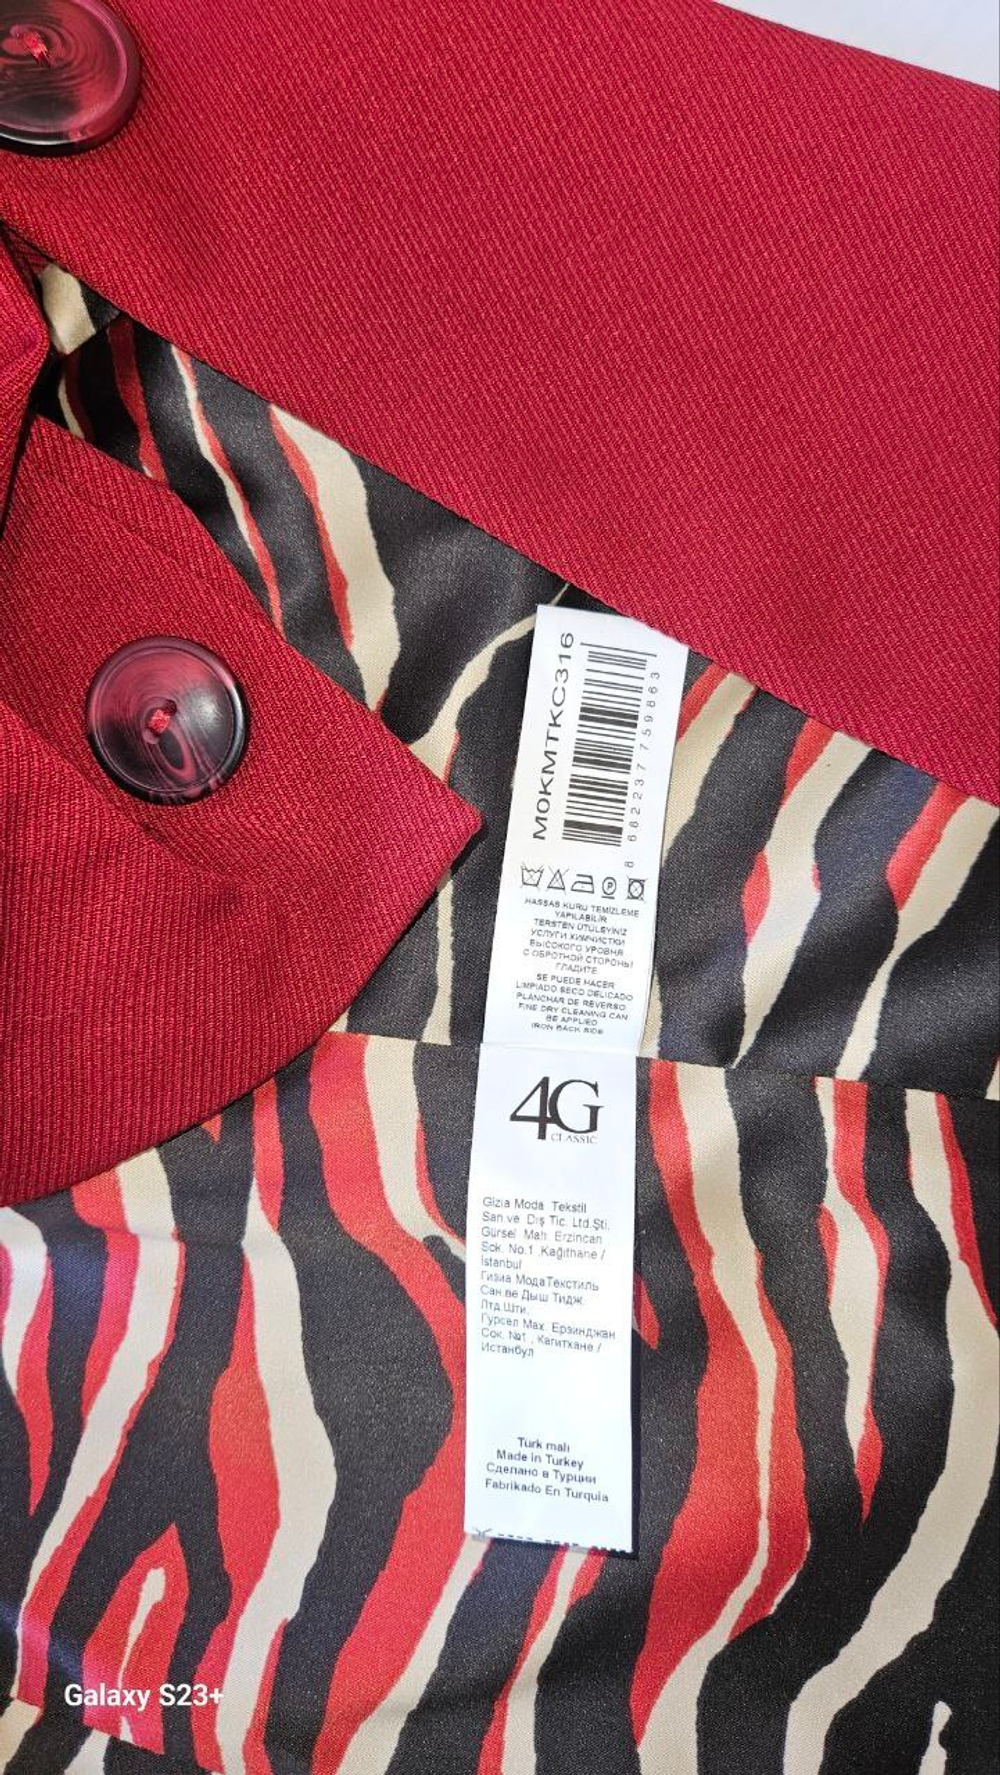 M0KMTKC316
8 682237 759863
HASSAS KURU TEMİZLEME
YAPILABİLİR
TERSTEN ÜTÜLEYİNİZ
УСЛУГИ ХИМЧИСТКИ
ВЫСОКОГО УРОВНЯ
С ОБРОТНОЙ СТОРОНЫ
ГЛАДИТЕ
SE PUEDE HACER
LIMPIADO SECO DELICADO
PLANCHAR DE REVERSO
FINE DRY CLEANING CAN
BE APPLIED
IRON BACK SIDE
4G
CLASSIC
Gizia Moda Tekstil
San ve Dış Tic. Ltd.Şti.
Gürsel Mah. Erzincan
Sok. No.1 Kağıthane /
İstanbul
Гизиа МодаТекстиль
Сан ве Дыш Тидж.
Лтд.Шти.
Гурсел Мах. Ерзинджан
Сок. №1 , Кагитхане /
Истанбул
Türk malı
Made in Turkey
Сделано в Турции
Fabrikado En Turquia
Galaxy S23+